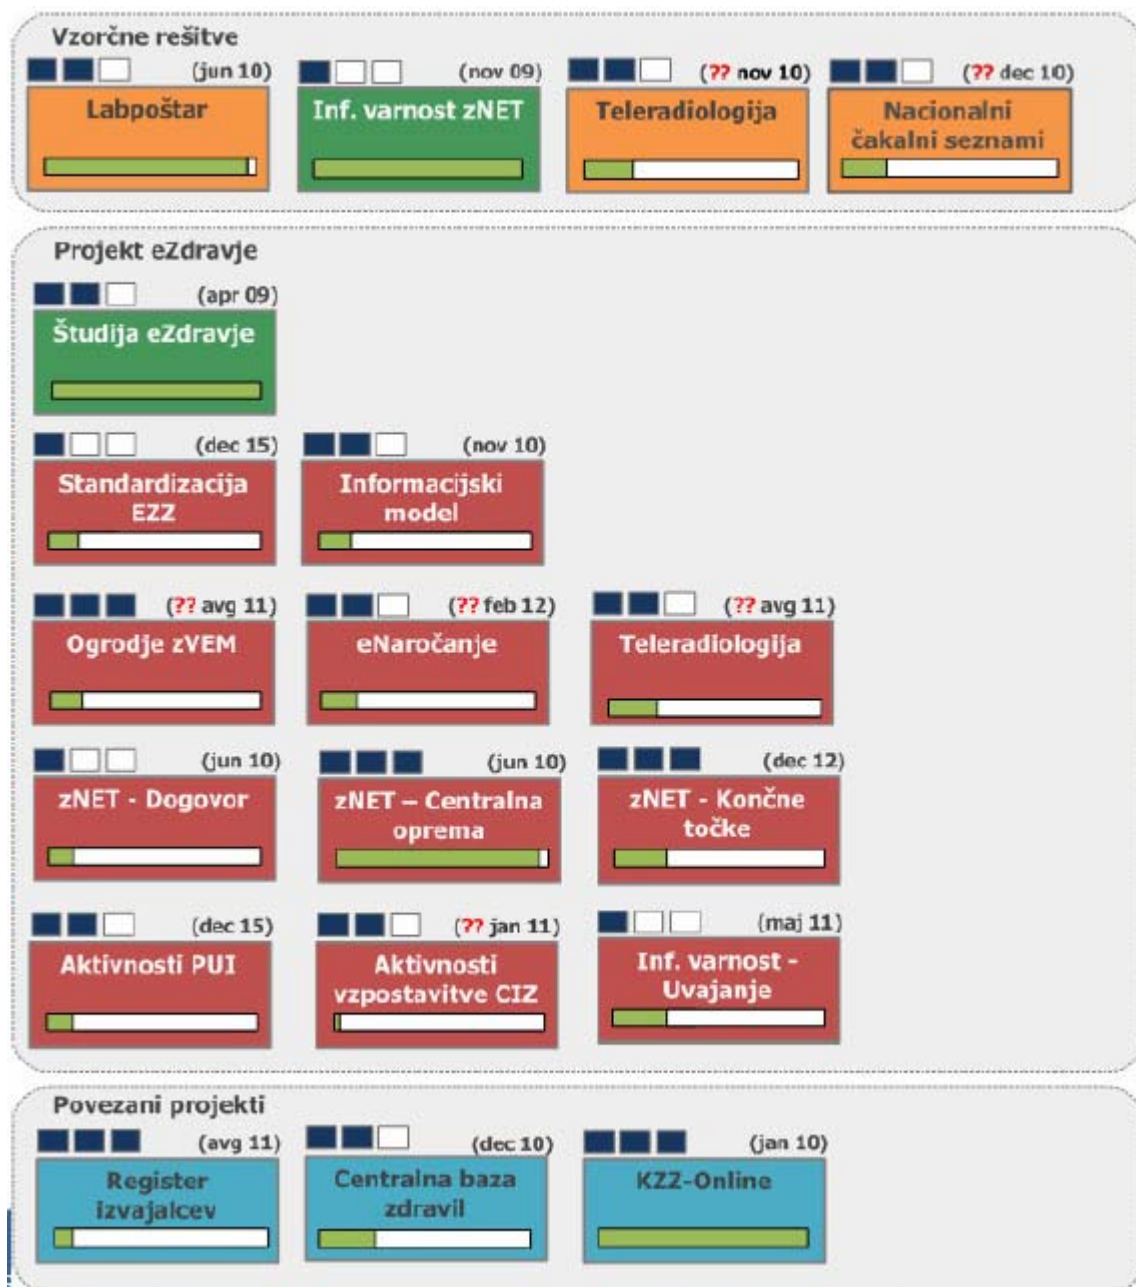 Vzorčne rešitve
(jun 10)
Labpoštar
(nov 09)
Inf. varnost zNET
(?? nov 10)
Teleradiologija
(?? dec 10)
Nacionalni
čakalni seznami
Projekt eZdravje
(apr 09)
Študija eZdravje
(dec 15)
Standardizacija
EZZ
(nov 10)
Informacijski
model
(?? avg 11)
Ogrodje zVEM
(?? feb 12)
eNaročanje
(?? avg 11)
Teleradiologija
(jun 10)
zNET - Dogovor
(jun 10)
zNET – Centralna
oprema
(dec 12)
zNET - Končne
točke
(dec 15)
Aktivnosti PUI
(?? jan 11)
Aktivnosti
vzpostavitve CIZ
(maj 11)
Inf. varnost -
Uvajanje
Povezani projekti
(avg 11)
Register
izvajalcev
(dec 10)
Centralna baza
zdravil
(jan 10)
KZZ-Online